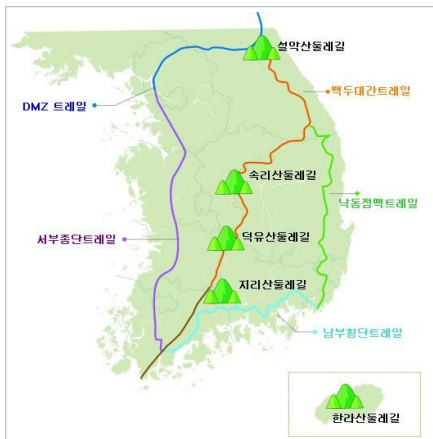 설악산둘레길
백두대간트레일
DMZ 트레일
속리산둘레길
낙동정맥트레일
서부종단트레일
덕유산둘레길
지리산둘레길
남부횡단트레일
한라산둘레길